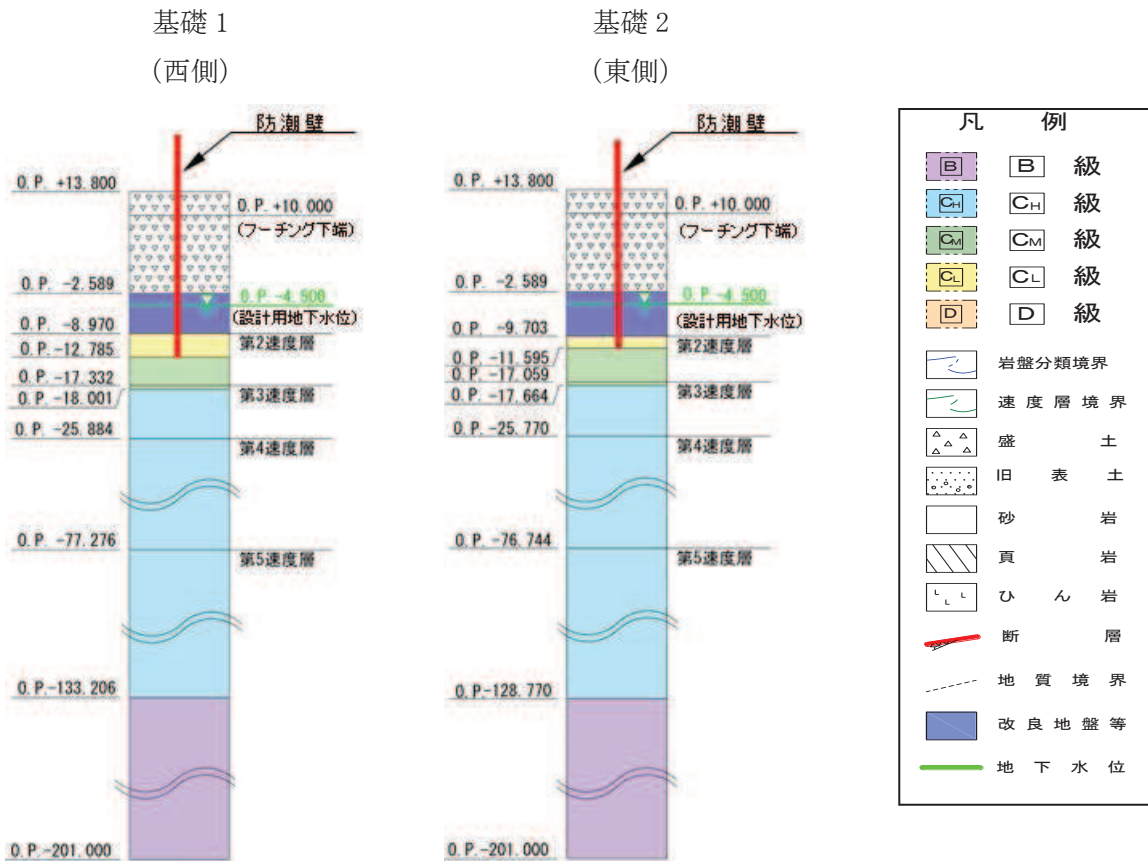 基礎 1
(西側)
防潮壁
O.P. +13.800
O.P. +10.000
(フーチング下端)
O.P. -2.589
O.P. -4.500
(設計用地下水位)
O.P. -8.970
第2速度層
O.P. -12.785
O.P. -17.332
O.P. -18.001
第3速度層
O.P. -25.884
第4速度層
O.P. -77.276
第5速度層
O.P.-133.206
O.P.-201.000
基礎 2
(東側)
防潮壁
O.P. +13.800
O.P. +10.000
(フーチング下端)
O.P. -2.589
O.P. -4.500
(設計用地下水位)
O.P. -9.703
第2速度層
O.P. -11.595
O.P. -17.059
O.P. -17.664
第3速度層
O.P. -25.770
第4速度層
O.P. -76.744
第5速度層
O.P.-128.770
O.P.-201.000
凡 例
B B 級
CH CH 級
CM CM 級
CL CL 級
D D 級
岩盤分類境界
速度層境界
盛土
旧表土
砂岩
頁岩
ひん岩
断層
地質境界
改良地盤等
地下水位